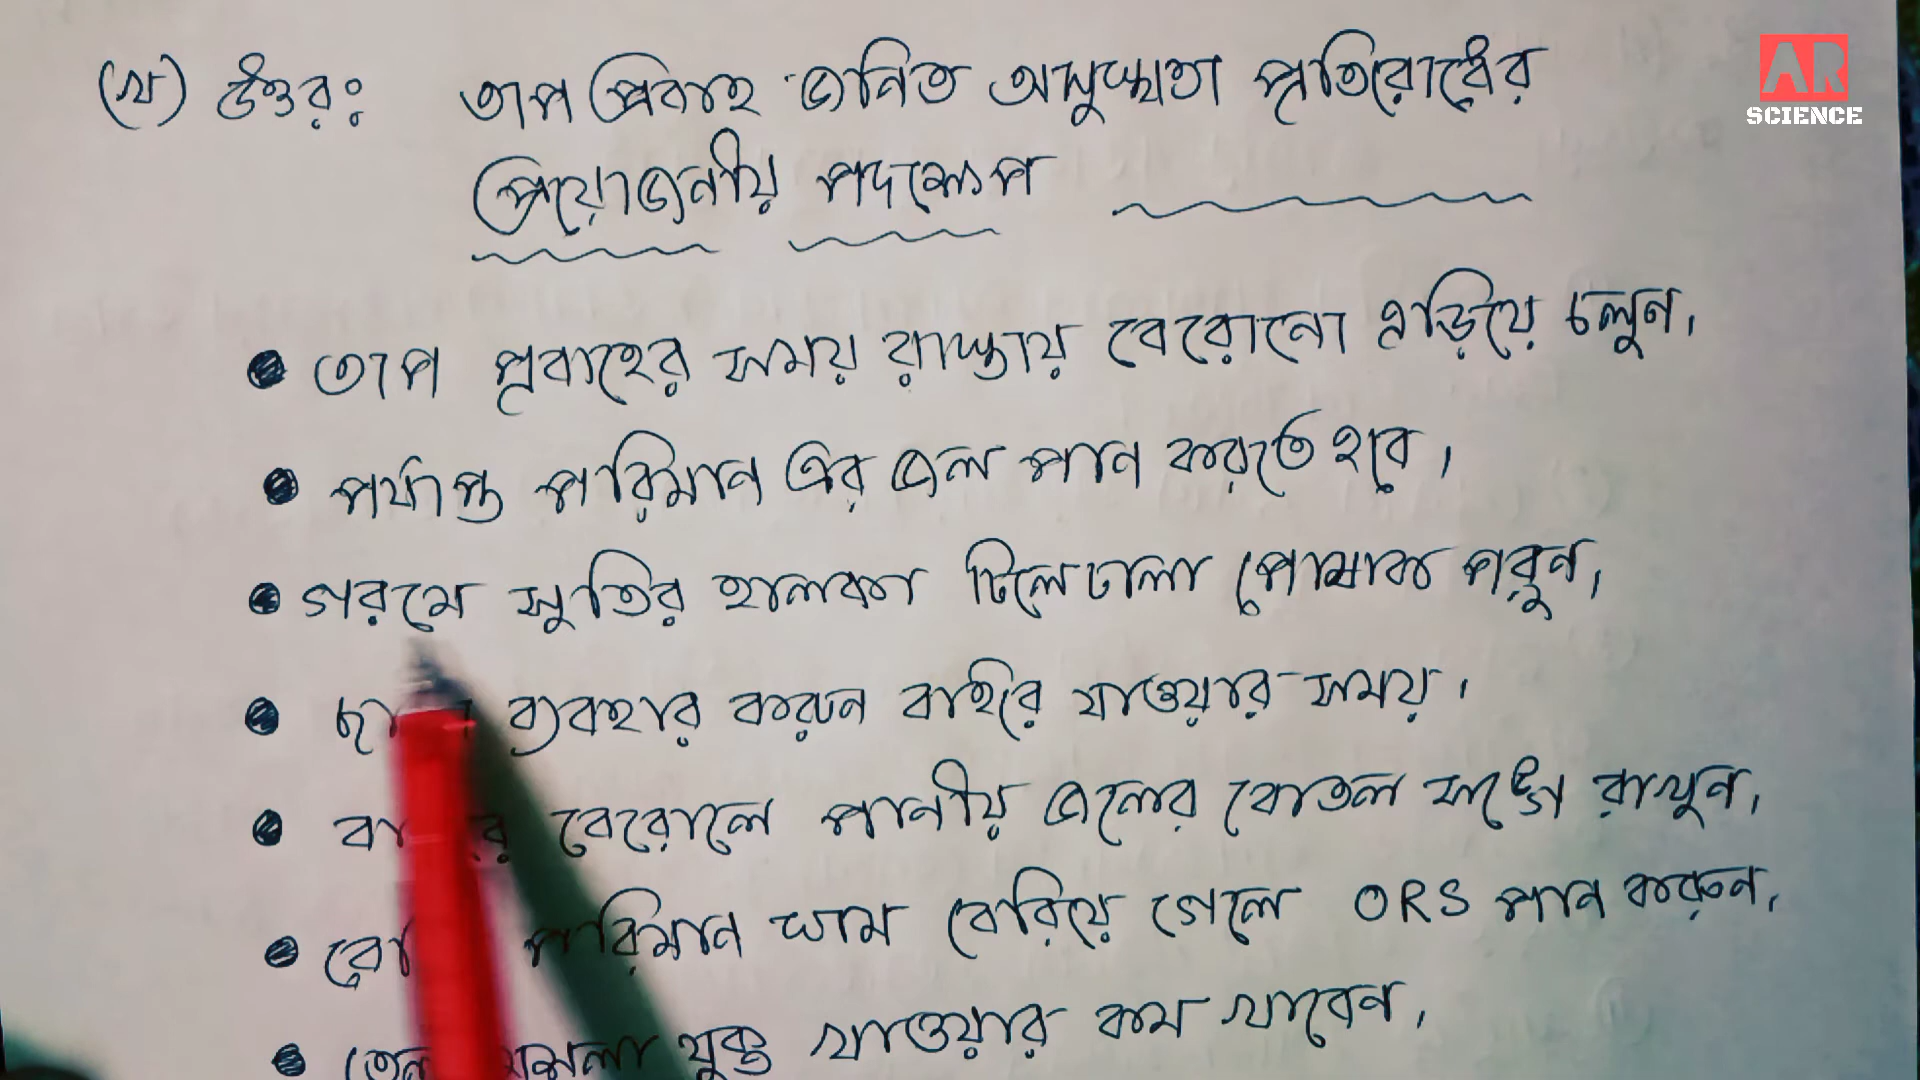 (খ) উত্তরঃ তাপ প্রবাহ জনিত অসুস্থতা প্রতিরোধের
প্রয়োজনীয় পদক্ষেপ
AR
SCIENCE
● তাপ প্রবাহের সময় রাস্তায় বেরোনো এড়িয়ে চলুন।
● পর্যাপ্ত পরিমান এর জল পান করতে হবে।
● গরমে সুতির হালকা ঢিলেঢালা পোষাক পরুন।
● ব্যবহার করুন বাইরে যাওয়ার সময়।
● বেরোলে পানীয় জলের বোতল সঙ্গে রাখুন।
● পরিমান ঘাম বেরিয়ে গেলে ORS পান করুন।
● যুক্ত খাওয়ার কম খাবেন।